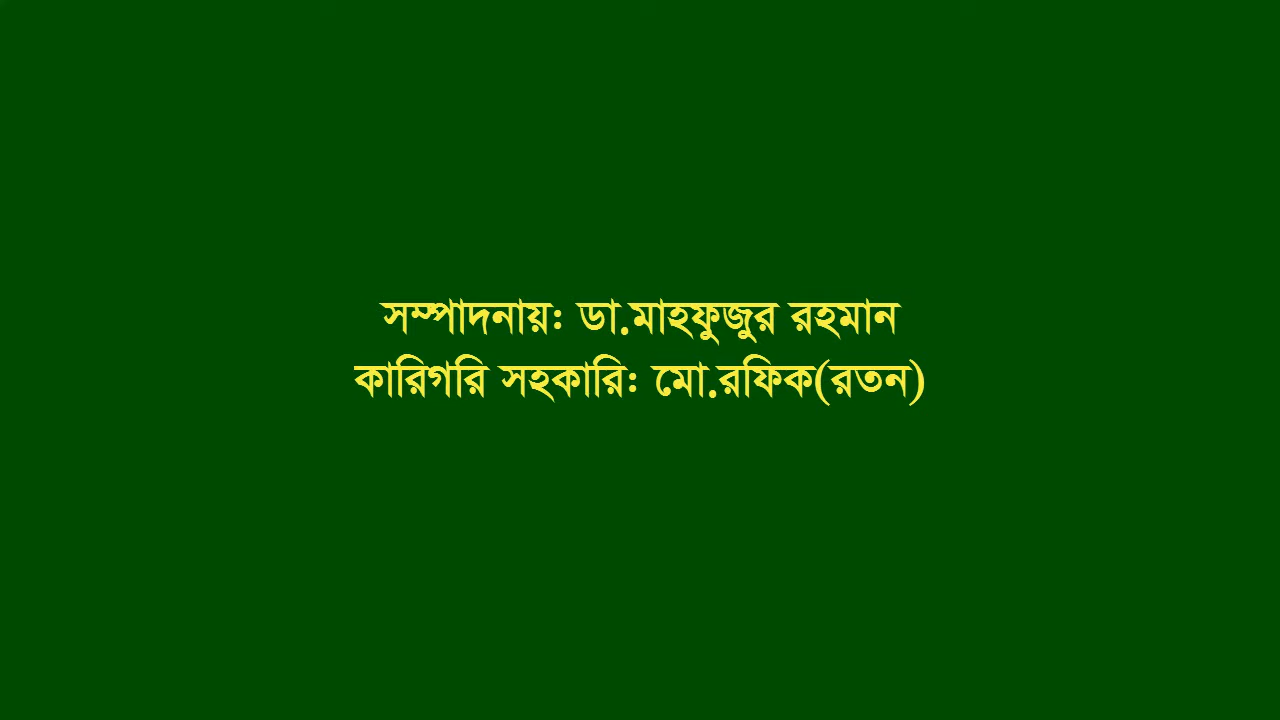 সম্পাদনায়ঃ ডা.মাহফুজুর রহমান
কারিগরি সহকারিঃ মো.রফিক(রতন)